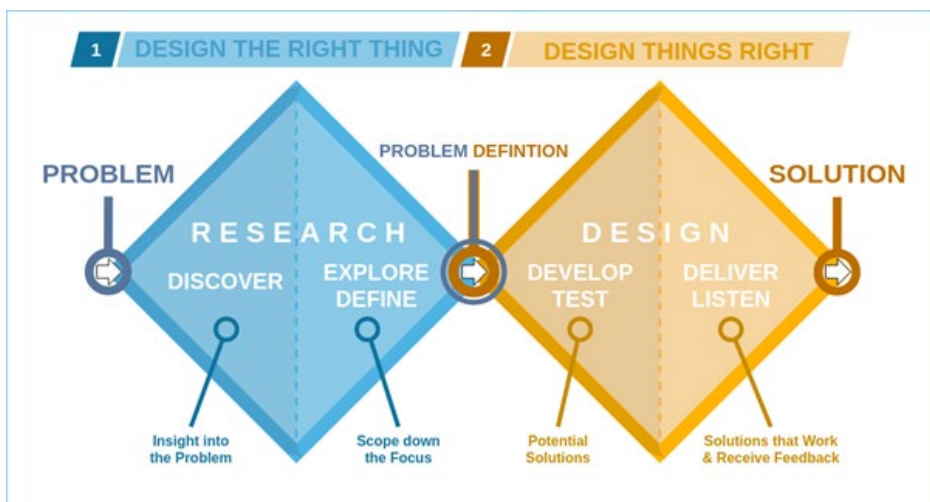 1 DESIGN THE RIGHT THING 2 DESIGN THINGS RIGHT
PROBLEM DEFINTION
PROBLEM
SOLUTION
RESEARCH
DISCOVER
EXPLORE
DEFINE
DESIGN
DEVELOP
TEST
DELIVER
LISTEN
Insight into
the Problem
Scope down
the Focus
Potential
Solutions
Solutions that Work
& Receive Feedback